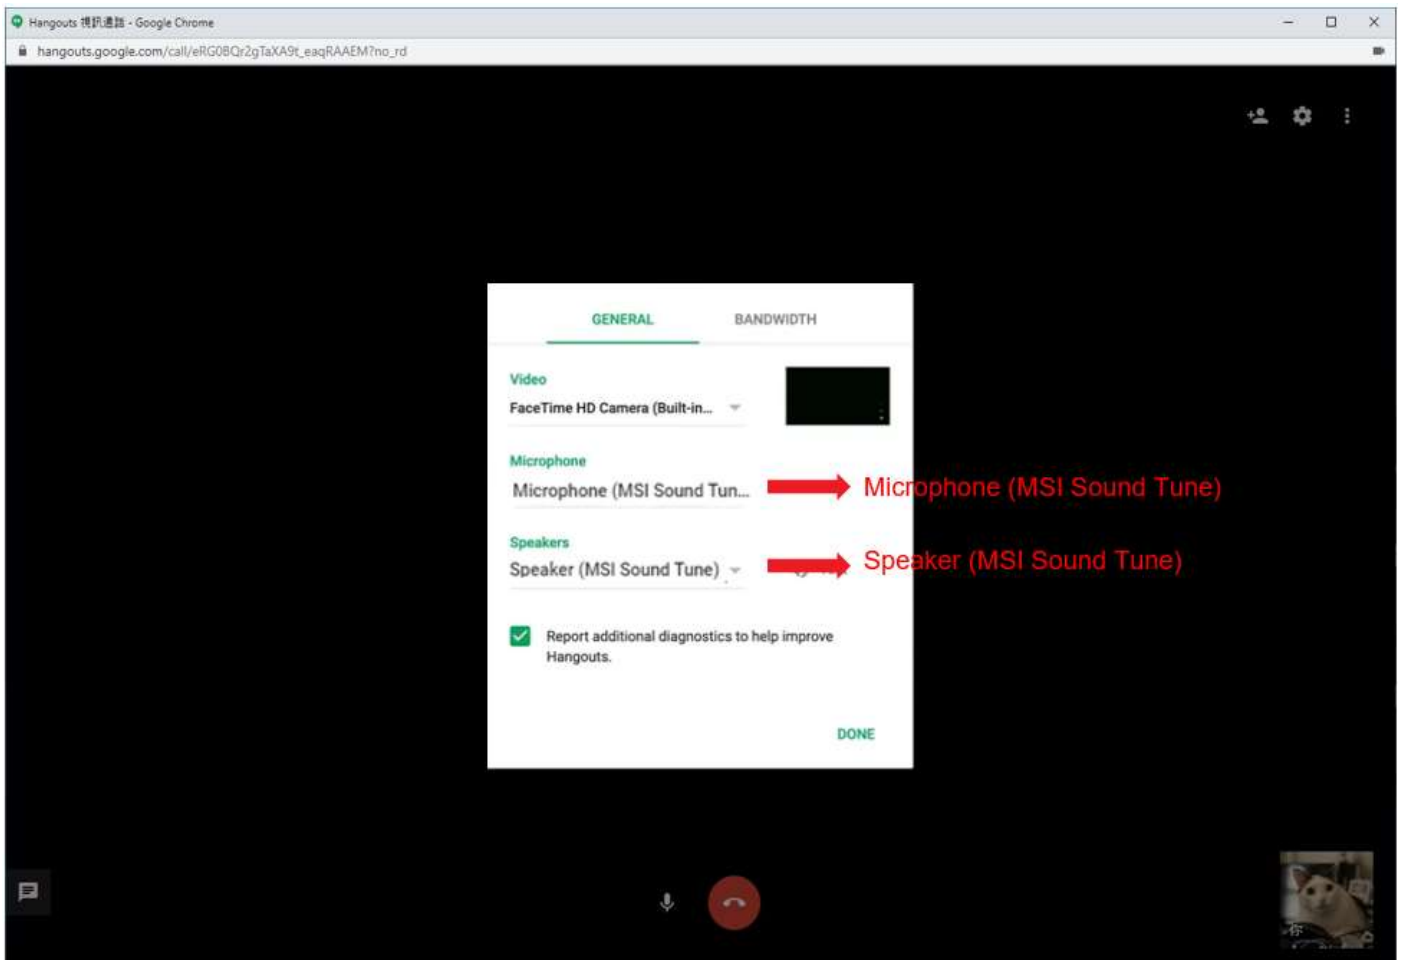 Hangouts 視訊通話 - Google Chrome
hangouts.google.com/call/eRG0BQr2gTaXA9t_eaqRAAEM?no_rd
GENERAL BANDWIDTH
Video
FaceTime HD Camera (Built-in...
Microphone
Microphone (MSI Sound Tun... Microphone (MSI Sound Tune)
Speakers
Speaker (MSI Sound Tune) Speaker (MSI Sound Tune)
Report additional diagnostics to help improve
Hangouts.
DONE
你